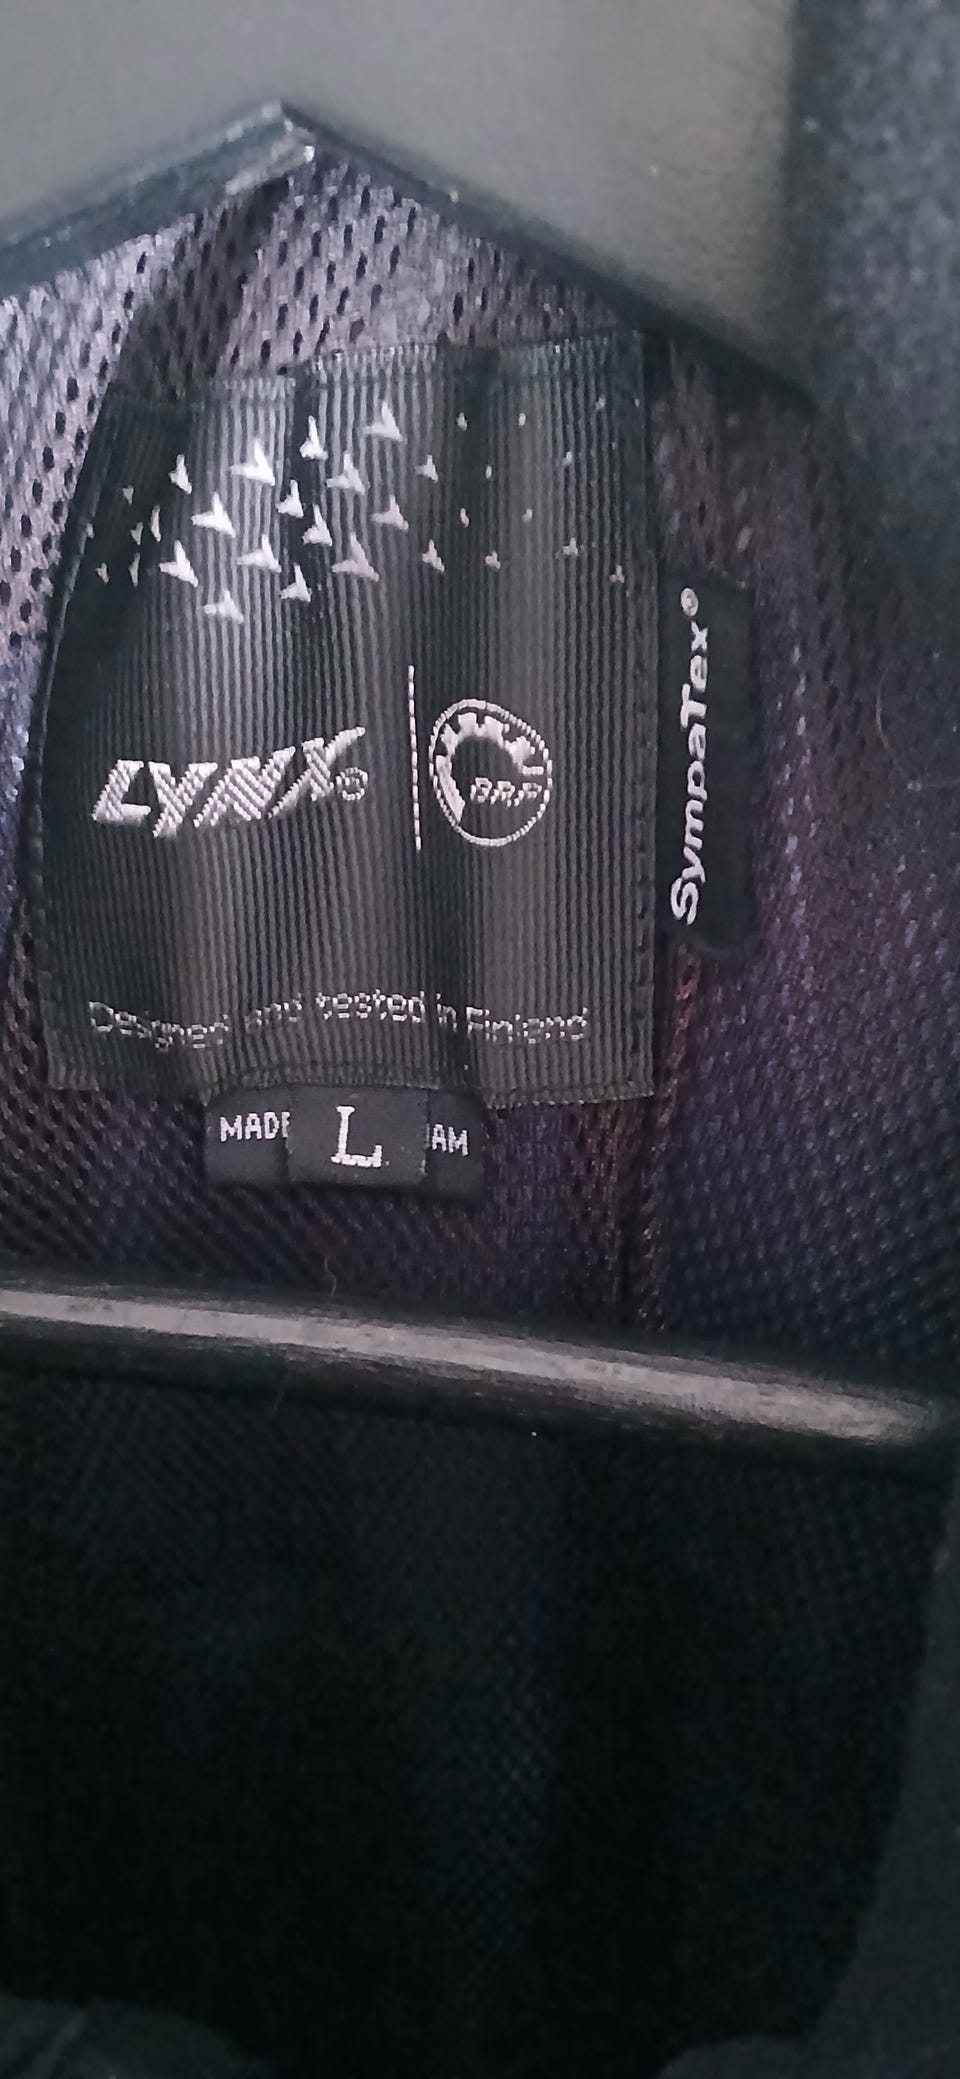 LYNX® BRP
SympaTex®
Designed and tested in Finland
MADE L AM